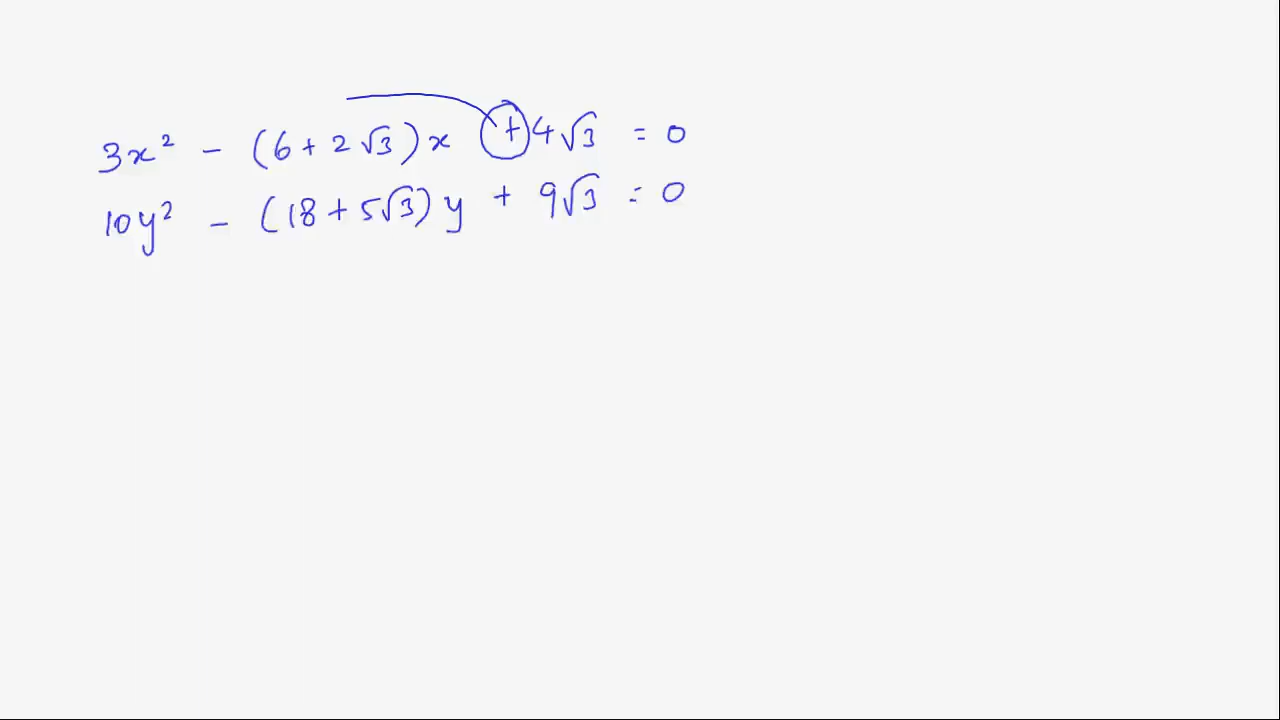 3x² - (6 + 2√3)x + 4√3 = 0
10y² - (18 + 5√3)y + 9√3 = 0